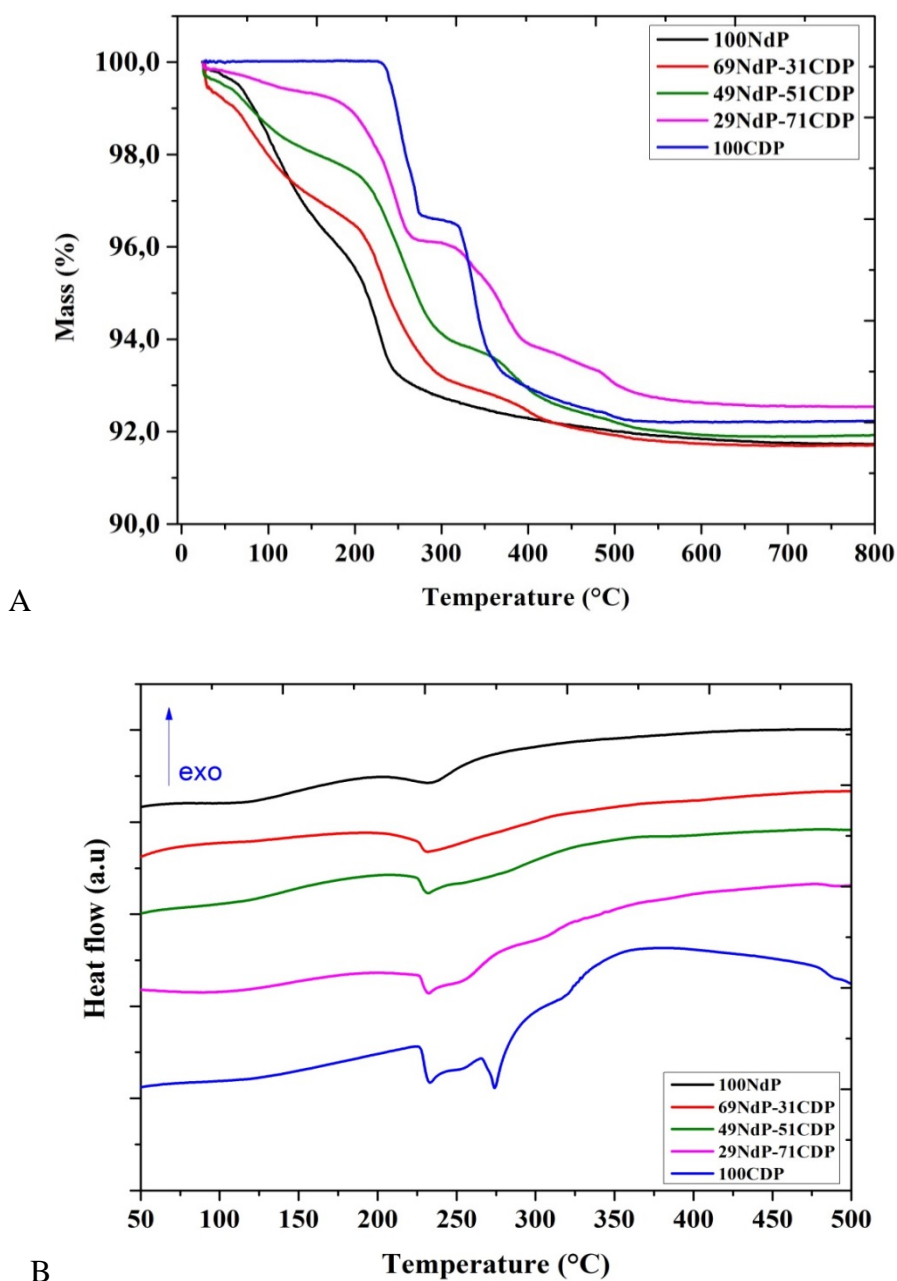 100,0
98,0
96,0
94,0
92,0
90,0
Mass (%)
100NdP
69NdP-31CDP
49NdP-51CDP
29NdP-71CDP
100CDP
0 100 200 300 400 500 600 700 800
Temperature (°C)
A
exo
Heat flow (a.u)
100NdP
69NdP-31CDP
49NdP-51CDP
29NdP-71CDP
100CDP
50 100 150 200 250 300 350 400 450 500
Temperature (°C)
B